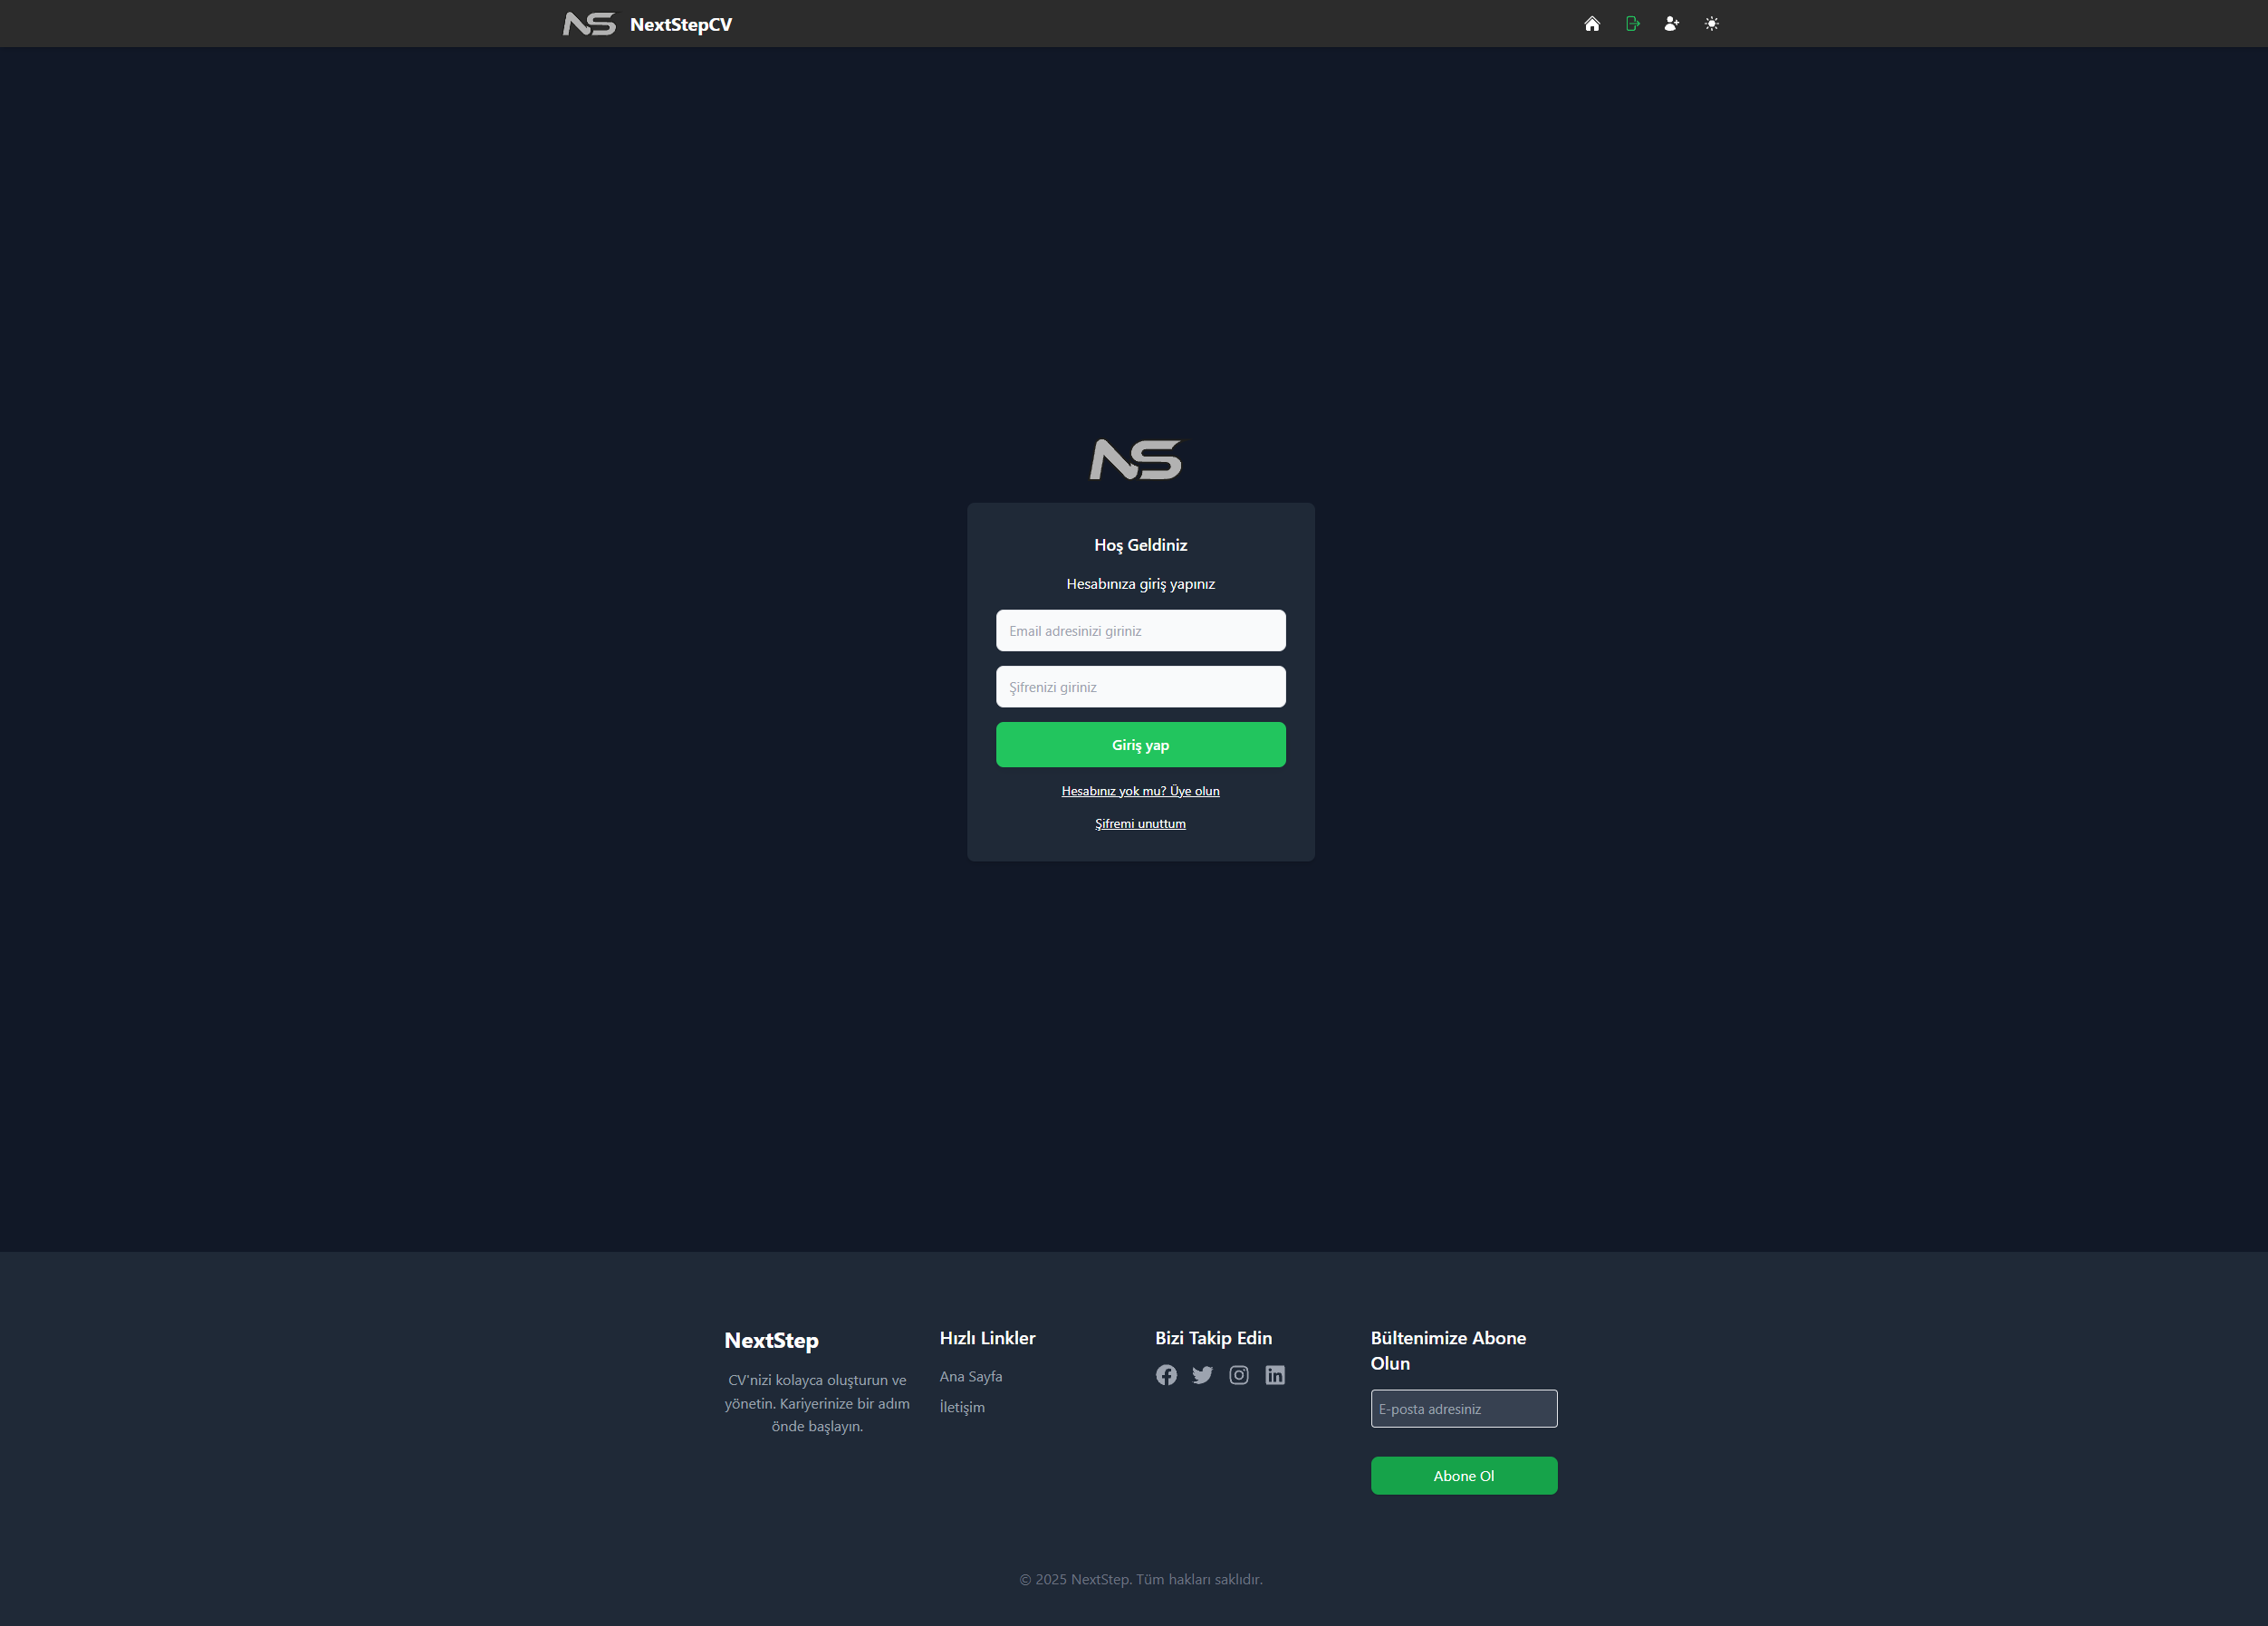 NS NextStepCV
NS
Hoş Geldiniz
Hesabınıza giriş yapınız
Email adresinizi giriniz
Şifrenizi giriniz
Giriş yap
Hesabınız yok mu? Üye olun
Şifremi unuttum
NextStep
CV'nizi kolayca oluşturun ve
yönetin. Kariyerinize bir adım
önde başlayın.
Hızlı Linkler
Ana Sayfa
İletişim
Bizi Takip Edin
Bültenimize Abone
Olun
E-posta adresiniz
Abone Ol
© 2025 NextStep. Tüm hakları saklıdır.